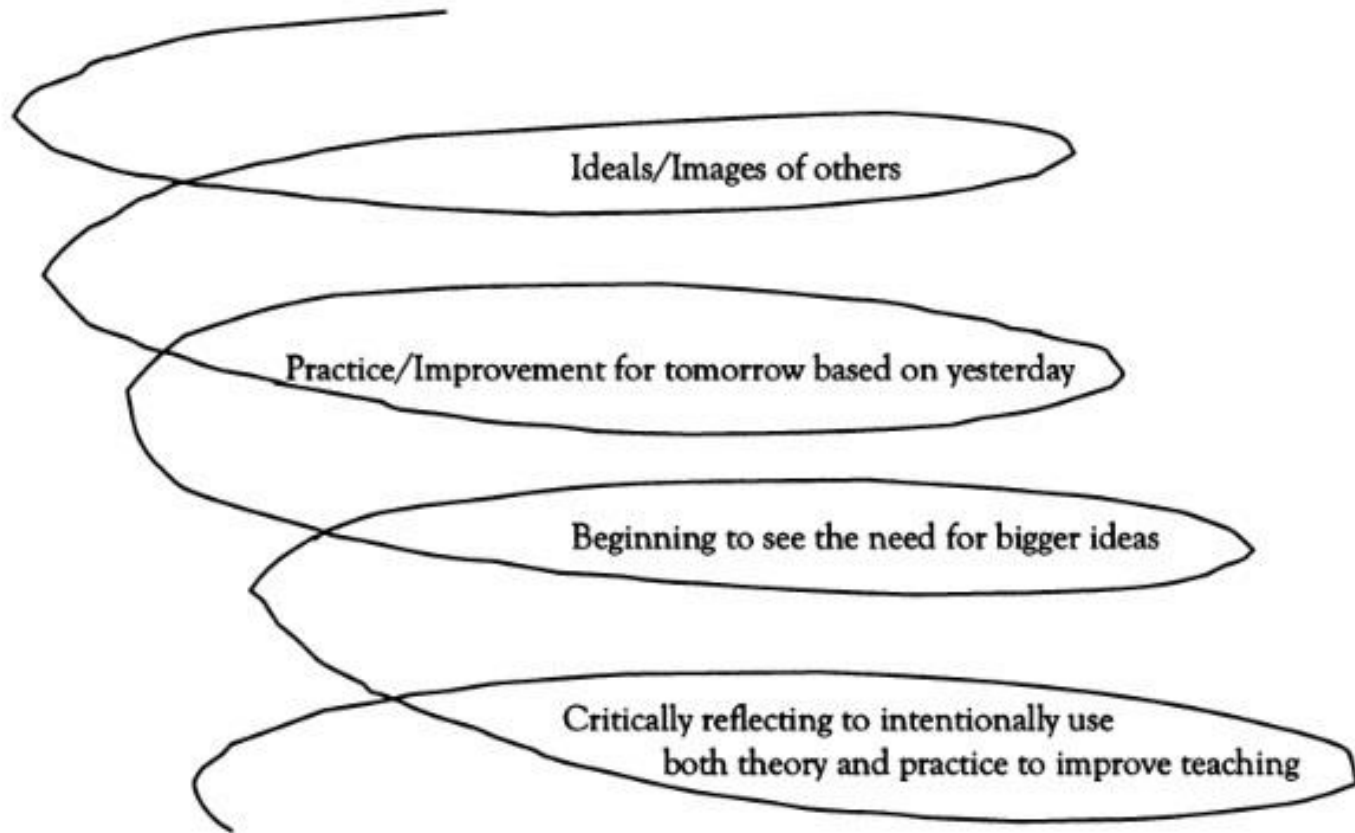 Ideals/Images of others
Practice/Improvement for tomorrow based on yesterday
Beginning to see the need for bigger ideas
Critically reflecting to intentionally use
both theory and practice to improve teaching